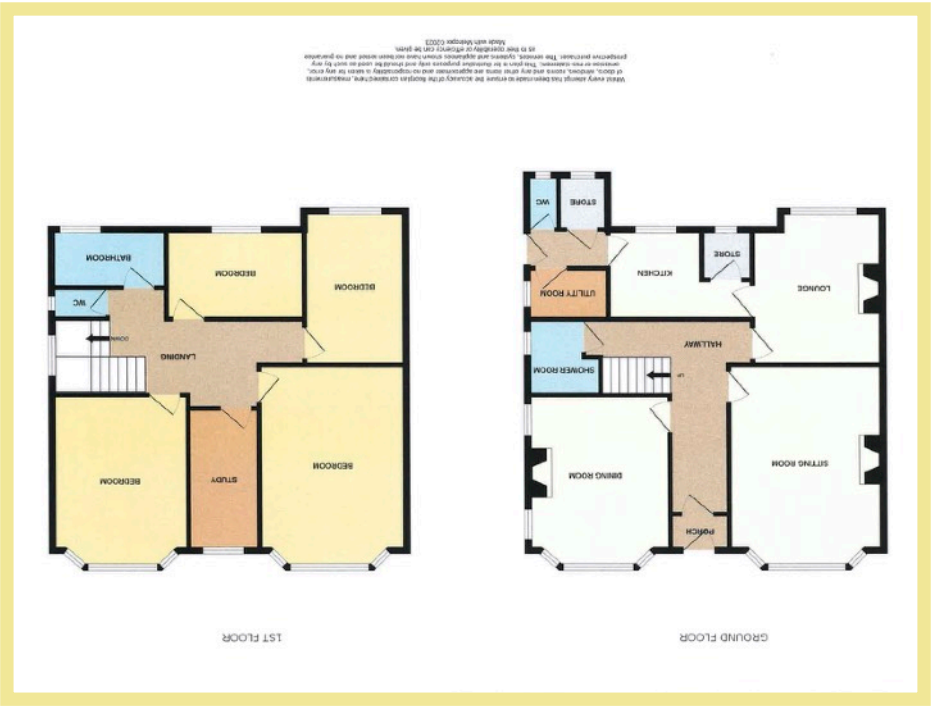 GROUND FLOOR
PORCH
SITTING ROOM
DINING ROOM
UP
SHOWER ROOM
HALLWAY
LOUNGE
KITCHEN
UTILITY ROOM
STORE
STORE
WC
1ST FLOOR
BEDROOM
STUDY
BEDROOM
LANDING
DOWN
WC
BEDROOM
BEDROOM
BATHROOM
Whilst every attempt has been made to ensure the accuracy of the floorplan contained here, measurements
of doors, windows, rooms and any other items are approximate and no responsibility is taken for any error,
omission or mis-statement. This plan is for illustrative purposes only and should be used as such by any
prospective purchaser. The services, systems and appliances shown have not been tested and no guarantee
as to their operability or efficiency can be given.
Made with Metropix ©2023